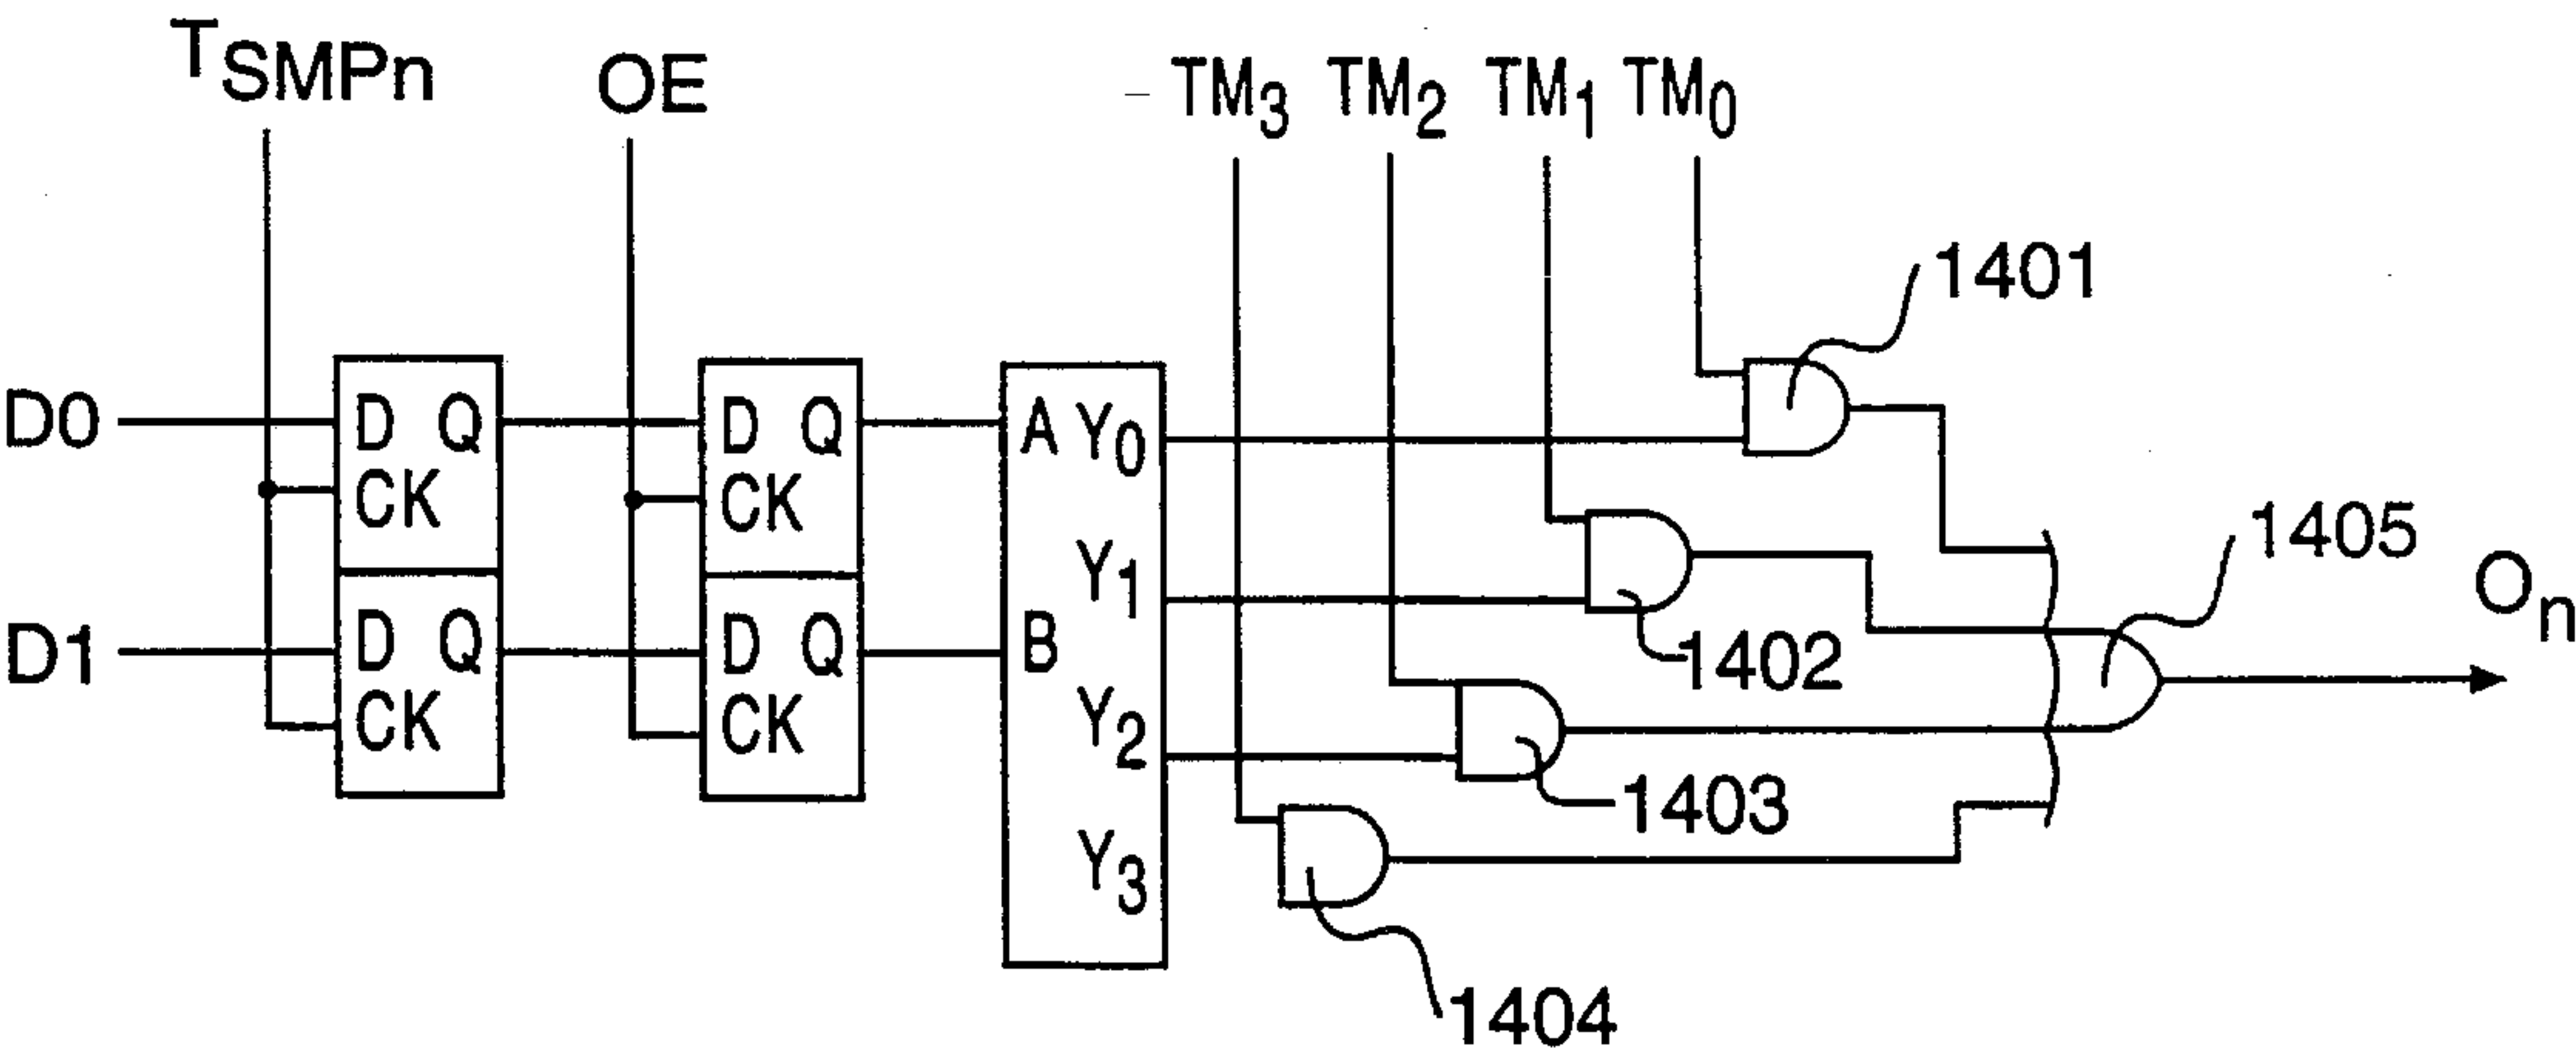 T_SMPn OE TM3 TM2 TM1 TM0
1401
D0 D Q D Q A Y0
CK CK
1405
Y1 On
D1 D Q D Q B
1402
CK CK Y2
1403
Y3
1404